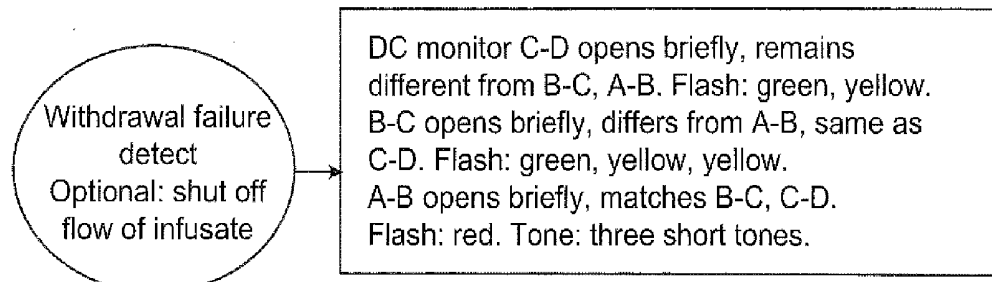 Withdrawal failure
detect
Optional: shut off
flow of infusate
DC monitor C-D opens briefly, remains
different from B-C, A-B. Flash: green, yellow.
B-C opens briefly, differs from A-B, same as
C-D. Flash: green, yellow, yellow.
A-B opens briefly, matches B-C, C-D.
Flash: red. Tone: three short tones.